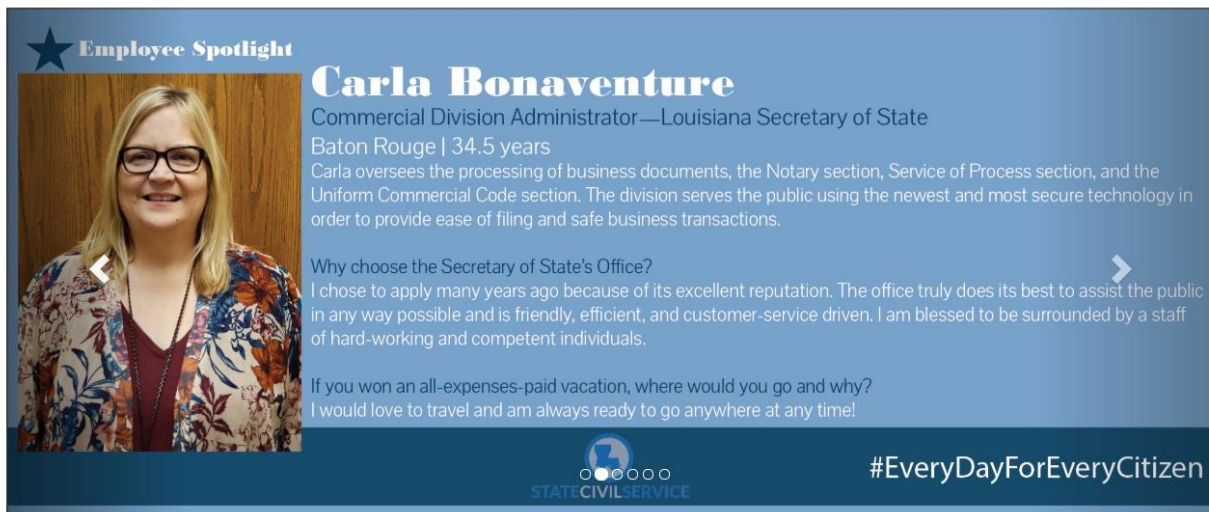 Employee Spotlight
Carla Bonaventure
Commercial Division Administrator—Louisiana Secretary of State
Baton Rouge | 34.5 years
Carla oversees the processing of business documents, the Notary section, Service of Process section, and the
Uniform Commercial Code section. The division serves the public using the newest and most secure technology in
order to provide ease of filing and safe business transactions.
Why choose the Secretary of State's Office?
I chose to apply many years ago because of its excellent reputation. The office truly does its best to assist the public
in any way possible and is friendly, efficient, and customer-service driven. I am blessed to be surrounded by a staff
of hard-working and competent individuals.
If you won an all-expenses-paid vacation, where would you go and why?
I would love to travel and am always ready to go anywhere at any time!
STATECIVILSERVICE
#EveryDayForEveryCitizen